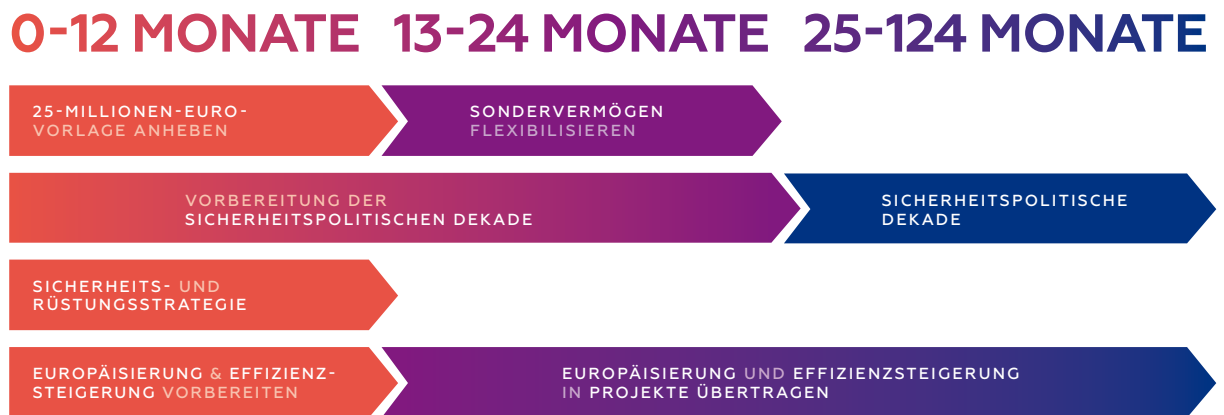 0-12 MONATE 13-24 MONATE 25-124 MONATE
25-MILLIONEN-EURO-
VORLAGE ANHEBEN
SONDERVERMÖGEN
FLEXIBILISIEREN
VORBEREITUNG DER
SICHERHEITSPOLITISCHEN DEKADE
SICHERHEITSPOLITISCHE
DEKADE
SICHERHEITS- UND
RÜSTUNGSSTRATEGIE
EUROPÄISIERUNG & EFFIZIENZ-
STEIGERUNG VORBEREITEN
EUROPÄISIERUNG UND EFFIZIENZSTEIGERUNG
IN PROJEKTE ÜBERTRAGEN